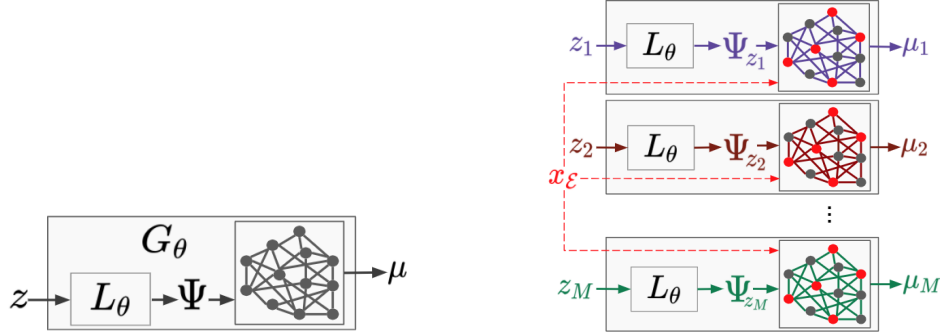 G_θ
z L_θ Ψ μ
z_1 L_θ Ψ_{z_1} μ_1
z_2 L_θ Ψ_{z_2} μ_2
x_ℰ
⋮
z_M L_θ Ψ_{z_M} μ_M